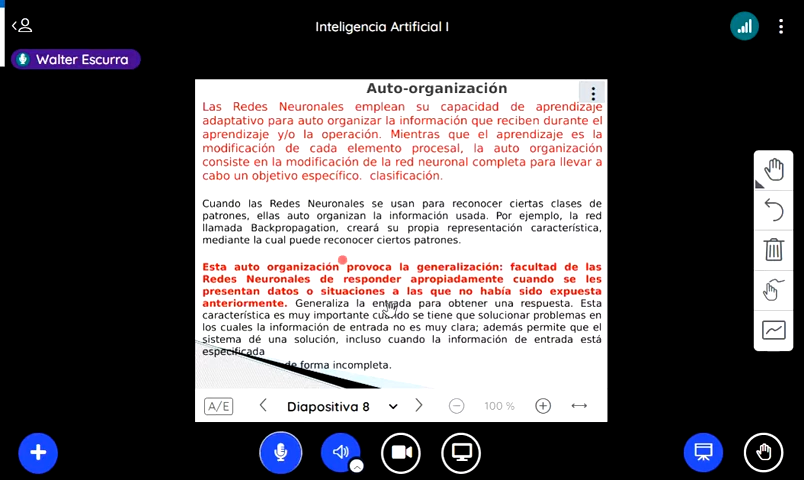 Inteligencia Artificial I
Walter Escurra
Auto-organización
Las Redes Neuronales emplean su capacidad de aprendizaje
adaptativo para auto organizar la información que reciben durante el
aprendizaje y/o la operación. Mientras que el aprendizaje es la
modificación de cada elemento procesal, la auto organización
consiste en la modificación de la red neuronal completa para llevar a
cabo un objetivo específico. clasificación.
Cuando las Redes Neuronales se usan para reconocer ciertas clases de
patrones, ellas auto organizan la información usada. Por ejemplo, la red
llamada Backpropagation, creará su propia representación característica,
mediante la cual puede reconocer ciertos patrones.
Esta auto organización provoca la generalización: facultad de las
Redes Neuronales de responder apropiadamente cuando se les
presentan datos o situaciones a las que no había sido expuesta
anteriormente. Generaliza la entrada para obtener una respuesta. Esta
característica es muy importante cuando se tiene que solucionar problemas en
los cuales la información de entrada no es muy clara; además permite que el
sistema dé una solución, incluso cuando la información de entrada está
especificada
de forma incompleta.
A/E
Diapositiva 8
100 %